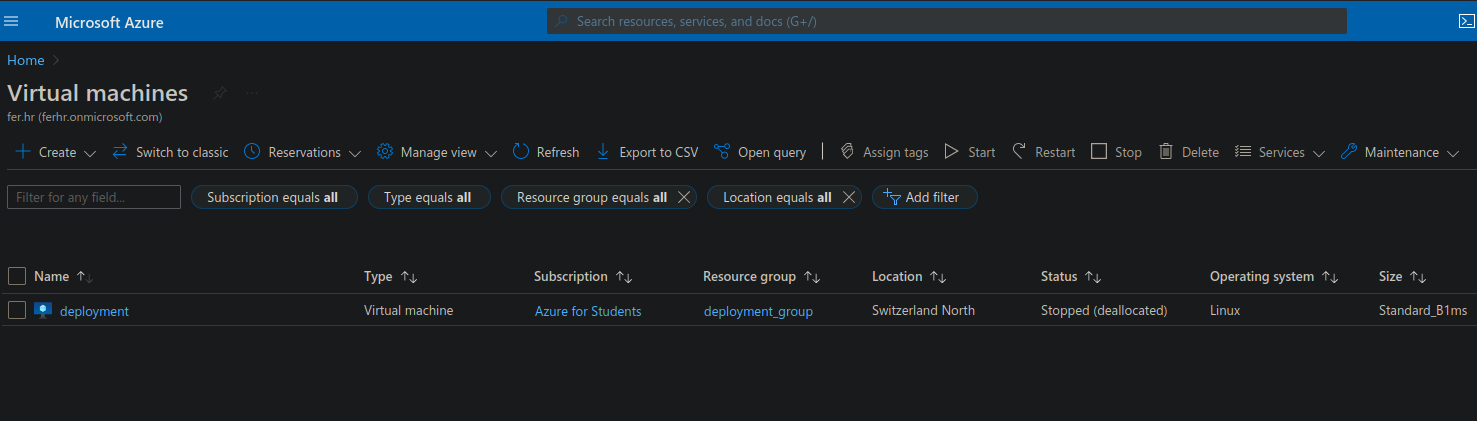 Microsoft Azure Search resources, services, and docs (G+/)
Home
Virtual machines
fer.hr (ferhr.onmicrosoft.com)
Create Switch to classic Reservations Manage view Refresh Export to CSV Open query Assign tags Start Restart Stop Delete Services Maintenance
Filter for any field... Subscription equals all Type equals all Resource group equals all Location equals all Add filter
Name Type Subscription Resource group Location Status Operating system Size
deployment Virtual machine Azure for Students deployment_group Switzerland North Stopped (deallocated) Linux Standard_B1ms